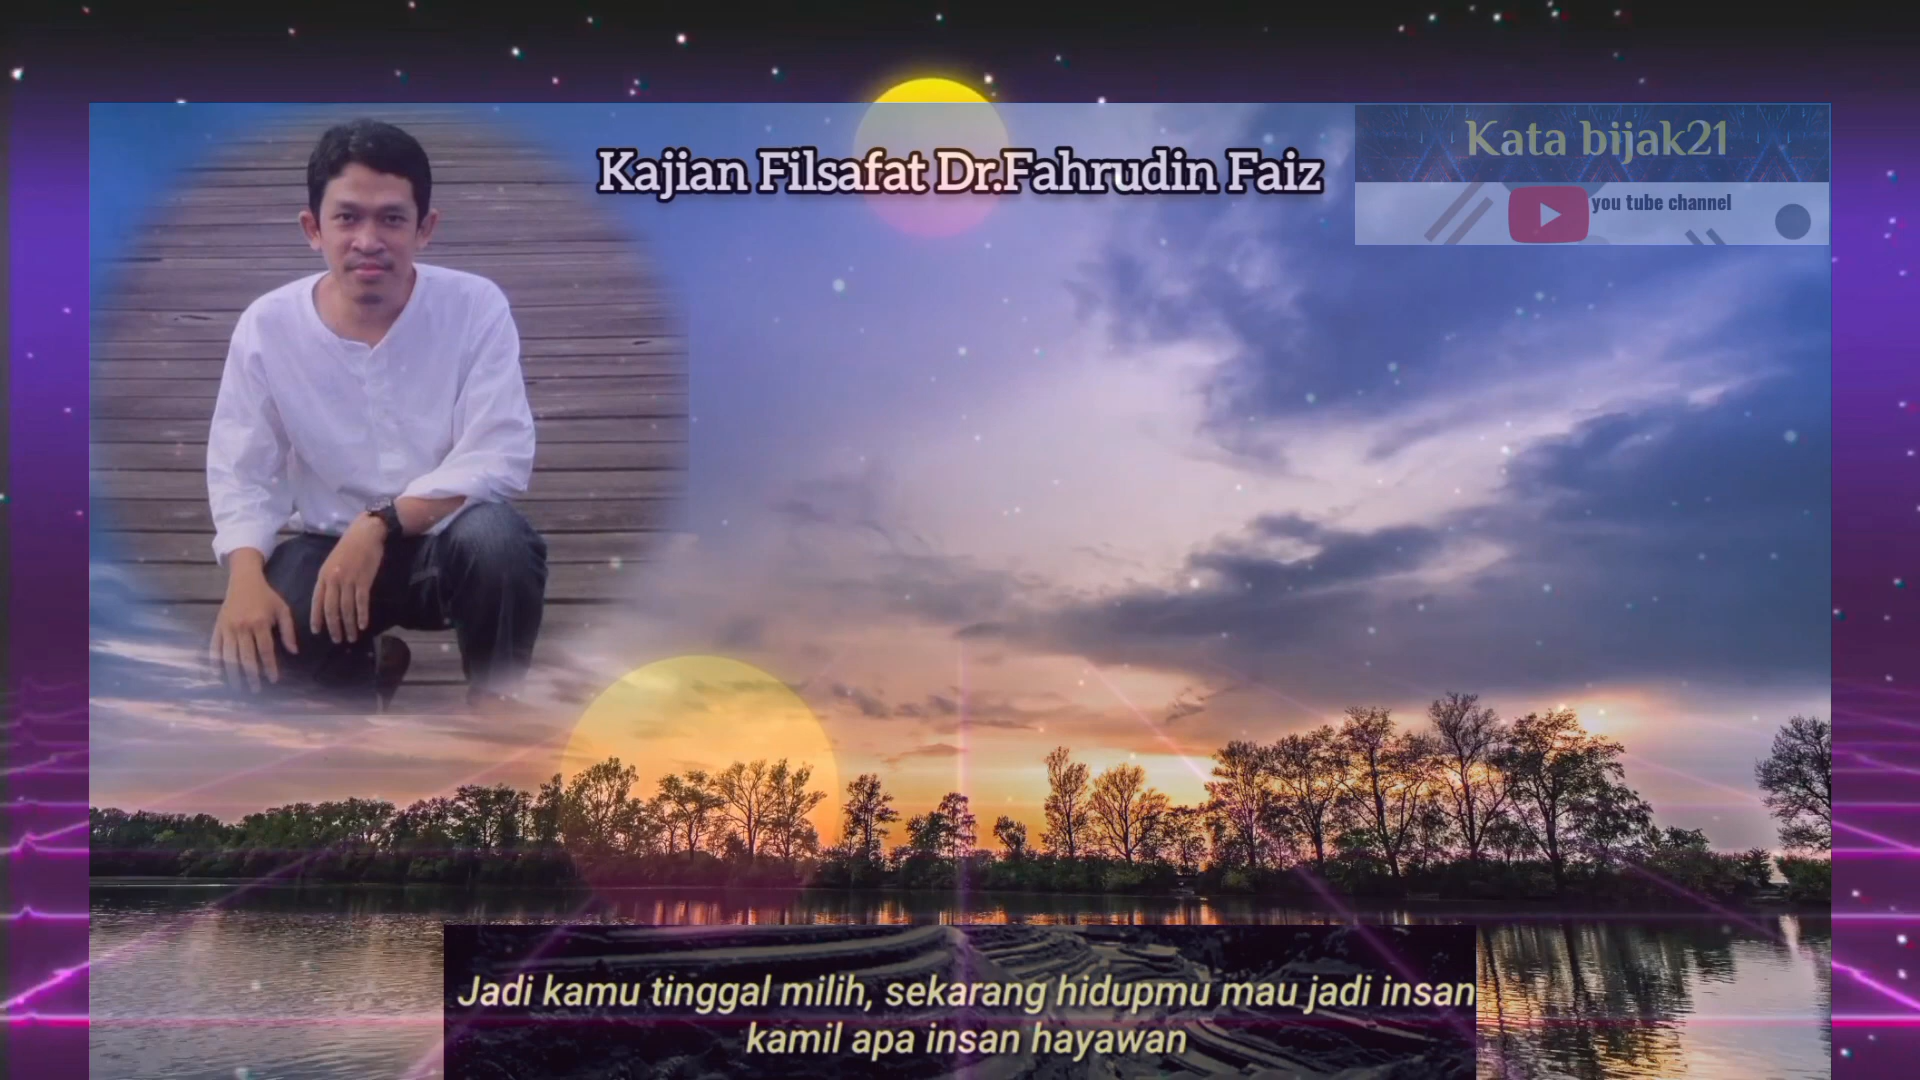 Kajian Filsafat Dr.Fahrudin Faiz
Kata bijak21
you tube channel
Jadi kamu tinggal milih, sekarang hidupmu mau jadi insan
kamil apa insan hayawan